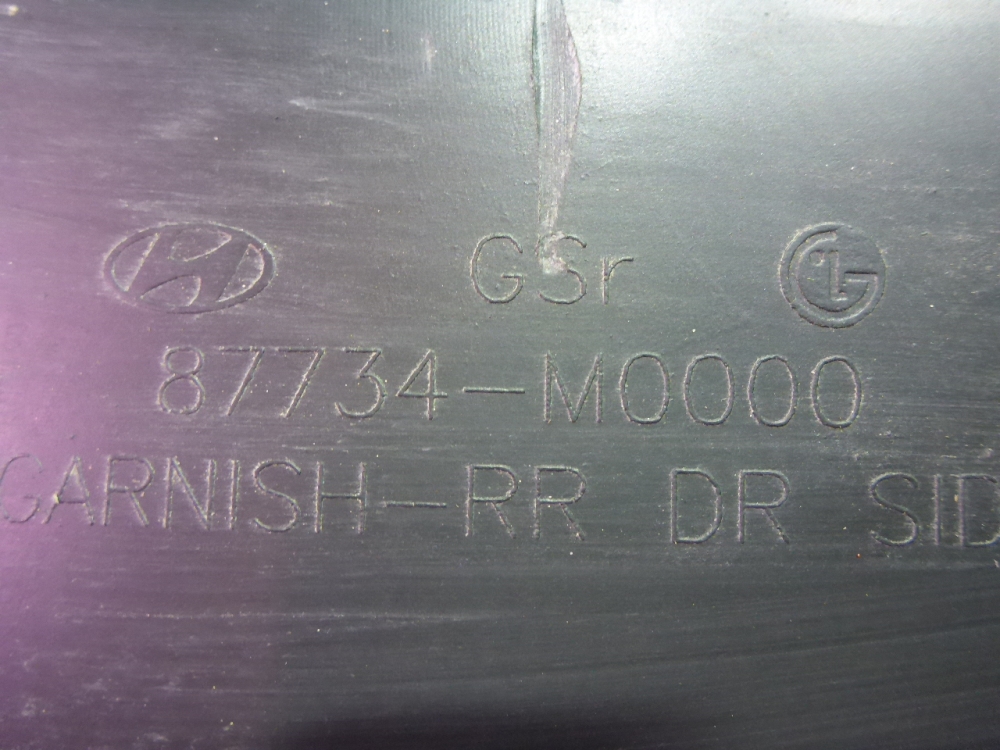 GSr
87734-M0000
GARNISH-RR DR SID